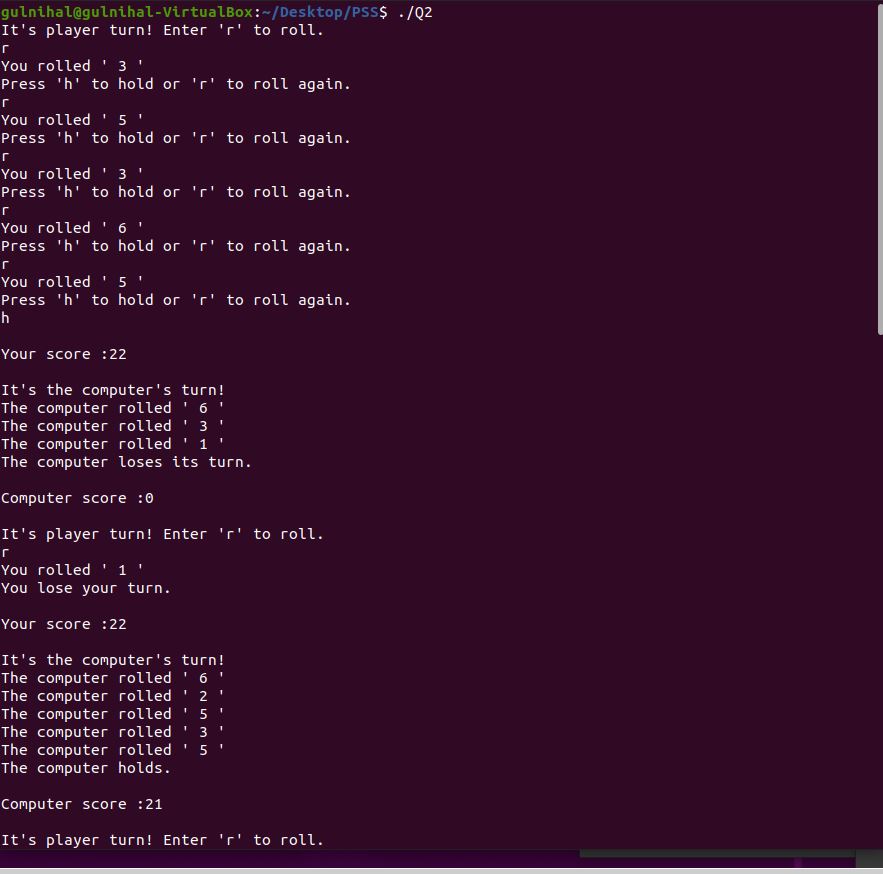 gulnihal@gulnihal-VirtualBox:~/Desktop/PSS$ ./Q2
It's player turn! Enter 'r' to roll.
r
You rolled ' 3 '
Press 'h' to hold or 'r' to roll again.
r
You rolled ' 5 '
Press 'h' to hold or 'r' to roll again.
r
You rolled ' 3 '
Press 'h' to hold or 'r' to roll again.
r
You rolled ' 6 '
Press 'h' to hold or 'r' to roll again.
r
You rolled ' 5 '
Press 'h' to hold or 'r' to roll again.
h
Your score :22
It's the computer's turn!
The computer rolled ' 6 '
The computer rolled ' 3 '
The computer rolled ' 1 '
The computer loses its turn.
Computer score :0
It's player turn! Enter 'r' to roll.
r
You rolled ' 1 '
You lose your turn.
Your score :22
It's the computer's turn!
The computer rolled ' 6 '
The computer rolled ' 2 '
The computer rolled ' 5 '
The computer rolled ' 3 '
The computer rolled ' 5 '
The computer holds.
Computer score :21
It's player turn! Enter 'r' to roll.